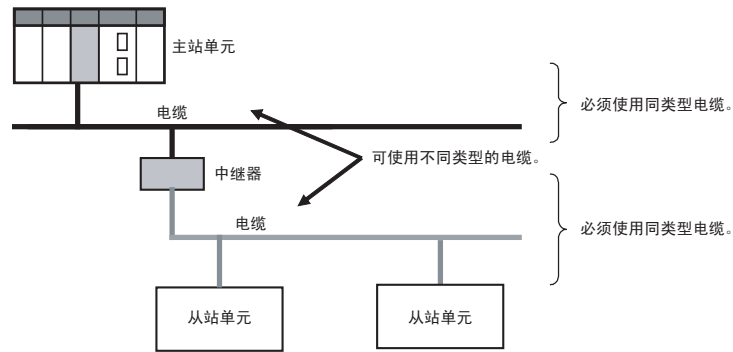 主站单元
电缆
必须使用同类型电缆。
可使用不同类型的电缆。
中继器
电缆
必须使用同类型电缆。
从站单元
从站单元